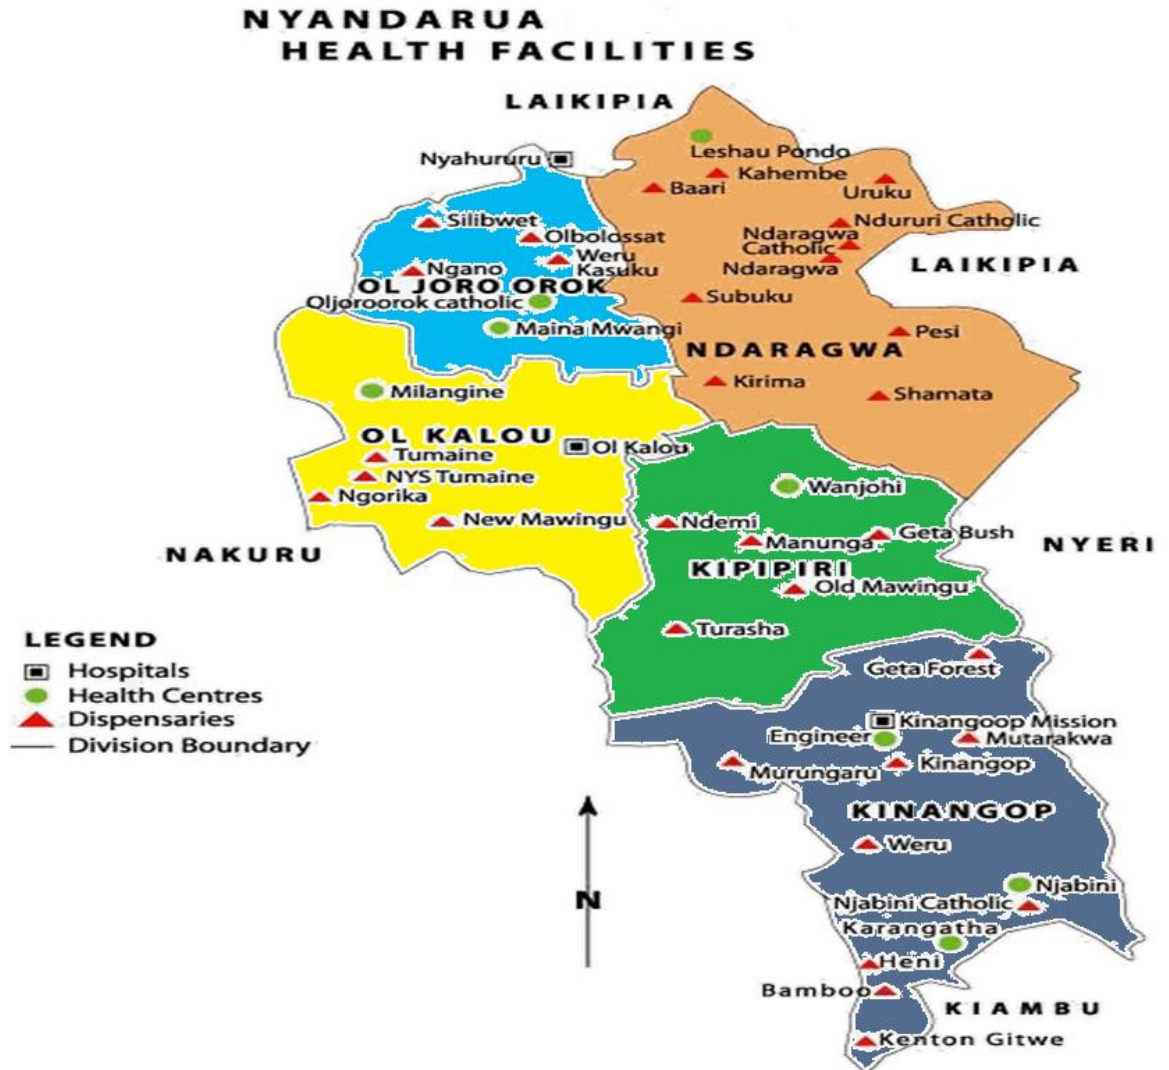 NYANDARUA
HEALTH FACILITIES
LAIKIPIA
Nyahururu
Leshau Pondo
Kahembe
Baari
Uruku
Silibwet
Olbolossat
Ndururi Catholic
Ndaragwa
Catholic
Weru
Kasuku
Ngano
Ndaragwa
LAIKIPIA
OL JORO OROK
Oljoroorok catholic
Subuku
Maina Mwangi
Pesi
NDARAGWA
Kirima
Milangine
Shamata
OL KALOU
Ol Kalou
Tumaine
NYS Tumaine
Ngorika
Wanjohi
New Mawingu
Ndemi
Manunga
Geta Bush
NAKURU
NYERI
KIPIPIRI
Old Mawingu
Turasha
LEGEND
Hospitals
Health Centres
Dispensaries
Division Boundary
Geta Forest
Kinangoop Mission
Engineer
Mutarakwa
Murungaru
Kinangop
KINANGOP
Weru
N
Njabini
Njabini Catholic
Karangatha
Heni
Bamboo
KIAMBU
Kenton Gitwe